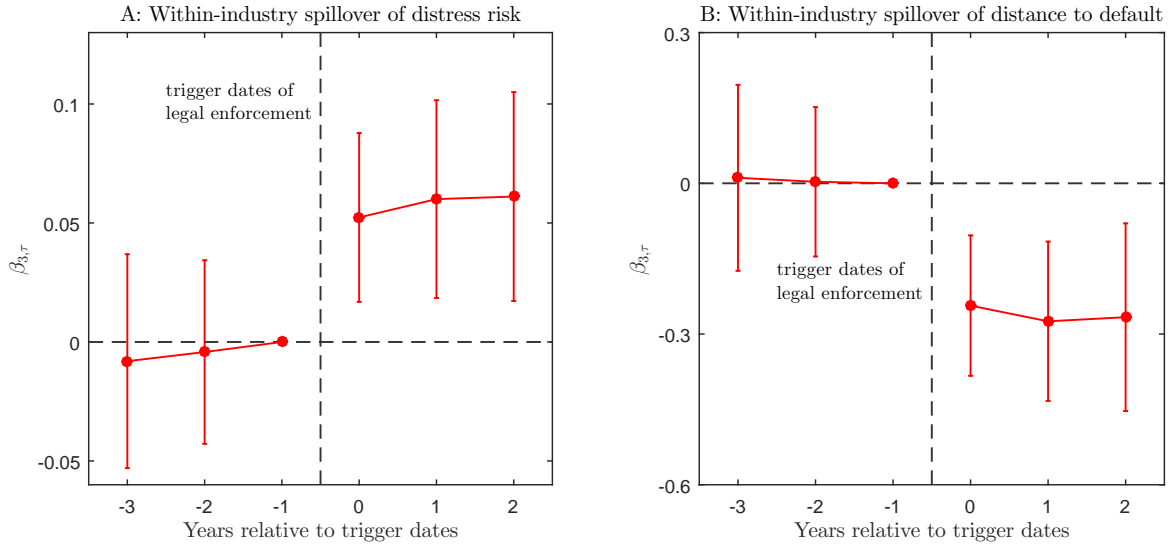 A: Within-industry spillover of distress risk
trigger dates of
legal enforcement
0.1
0.05
0
-0.05
β3,τ
-3 -2 -1 0 1 2
Years relative to trigger dates
B: Within-industry spillover of distance to default
0.3
0
trigger dates of
legal enforcement
-0.3
-0.6
β3,τ
-3 -2 -1 0 1 2
Years relative to trigger dates